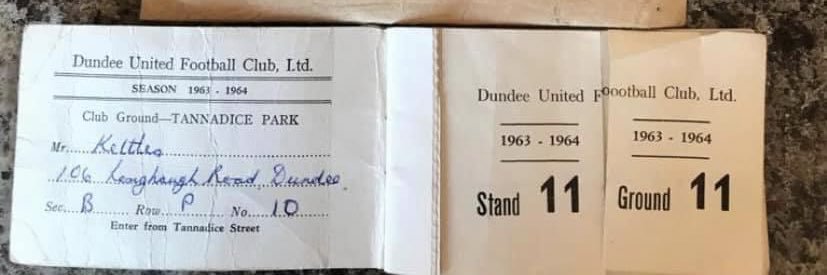 Dundee United Football Club, Ltd.
SEASON 1963 - 1964
Club Ground—TANNADICE PARK
Mr. Kettles
106 Longhaugh Road, Dundee.
Sec. B Row P No. 10
Enter from Tannadice Street
Dundee United Foootball Club, Ltd.
1963 - 1964
1963 - 1964
Stand 11
Ground 11